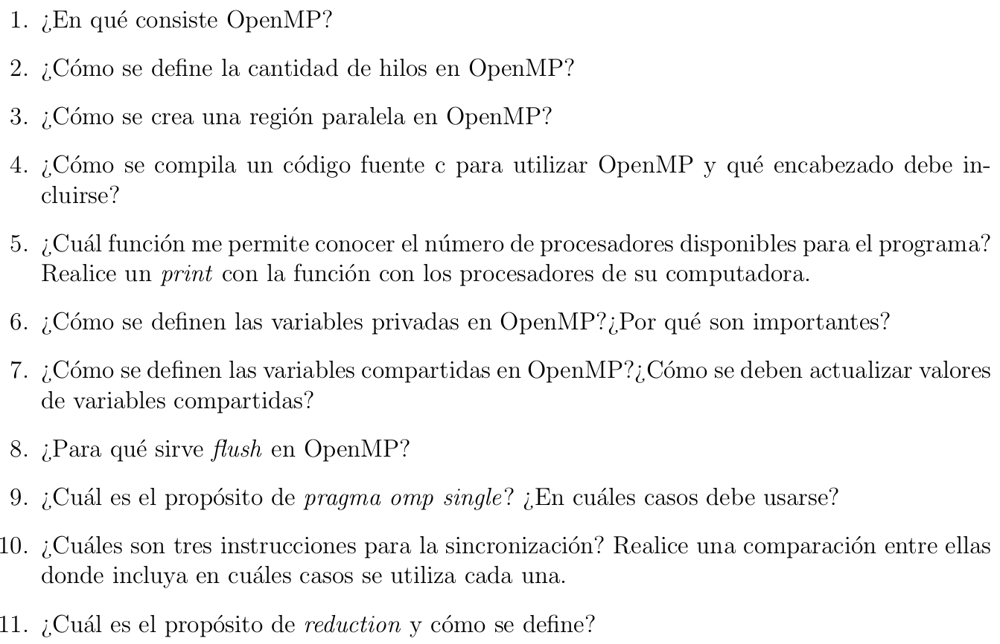 1. ¿En qué consiste OpenMP?
2. ¿Cómo se define la cantidad de hilos en OpenMP?
3. ¿Cómo se crea una región paralela en OpenMP?
4. ¿Cómo se compila un código fuente c para utilizar OpenMP y qué encabezado debe in-
cluirse?
5. ¿Cuál función me permite conocer el número de procesadores disponibles para el programa?
Realice un print con la función con los procesadores de su computadora.
6. ¿Cómo se definen las variables privadas en OpenMP?¿Por qué son importantes?
7. ¿Cómo se definen las variables compartidas en OpenMP?¿Cómo se deben actualizar valores
de variables compartidas?
8. ¿Para qué sirve flush en OpenMP?
9. ¿Cuál es el propósito de pragma omp single? ¿En cuáles casos debe usarse?
10. ¿Cuáles son tres instrucciones para la sincronización? Realice una comparación entre ellas
donde incluya en cuáles casos se utiliza cada una.
11. ¿Cuál es el propósito de reduction y cómo se define?